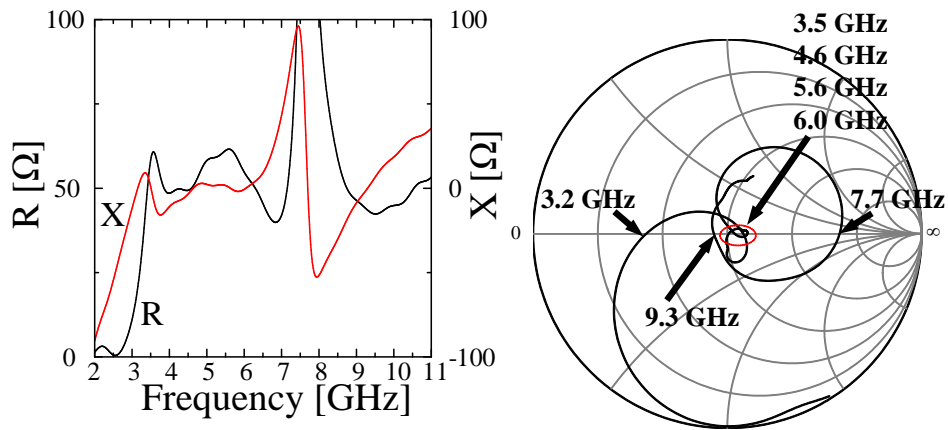 100
50
0
R [Ω]
X
R
2 3 4 5 6 7 8 9 10 11
Frequency [GHz]
100
0
-100
X [Ω]
3.5 GHz
4.6 GHz
5.6 GHz
6.0 GHz
3.2 GHz
7.7 GHz
0
∞
9.3 GHz